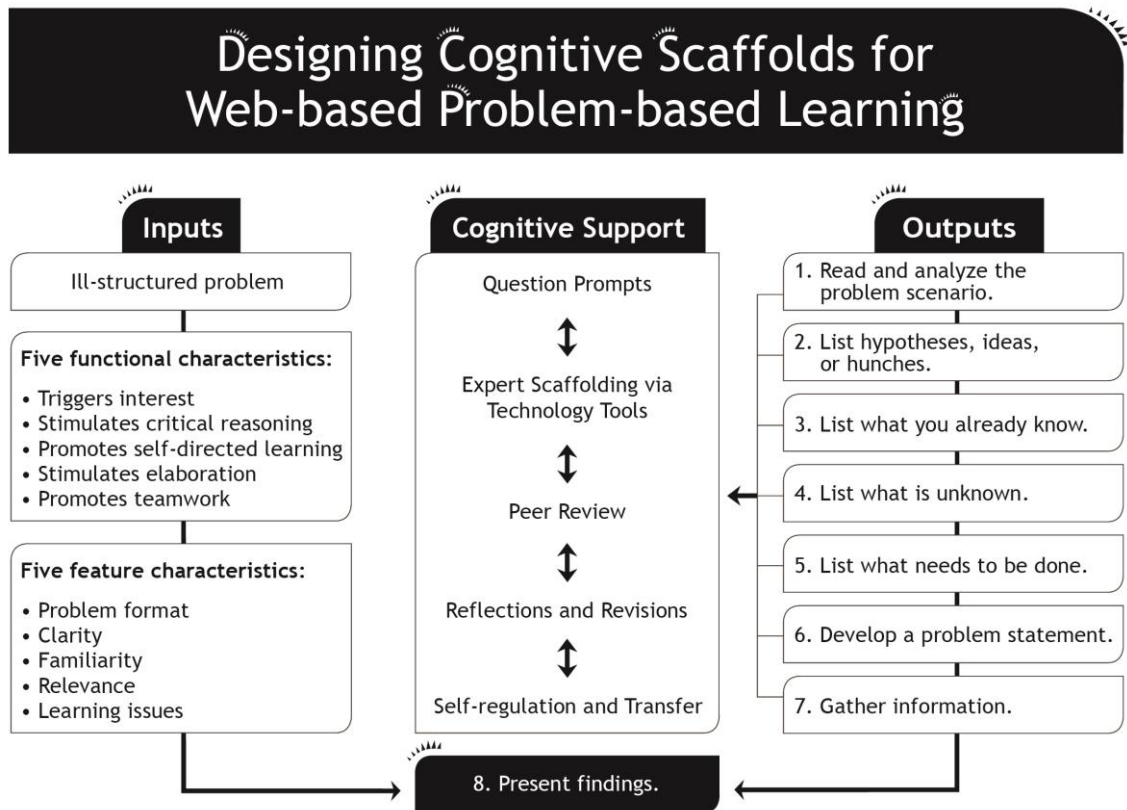 Designing Cognitive Scaffolds for
Web-based Problem-based Learning
Inputs
Ill-structured problem
Five functional characteristics:
• Triggers interest
• Stimulates critical reasoning
• Promotes self-directed learning
• Stimulates elaboration
• Promotes teamwork
Five feature characteristics:
• Problem format
• Clarity
• Familiarity
• Relevance
• Learning issues
Cognitive Support
Question Prompts
Expert Scaffolding via
Technology Tools
Peer Review
Reflections and Revisions
Self-regulation and Transfer
Outputs
1. Read and analyze the
problem scenario.
2. List hypotheses, ideas,
or hunches.
3. List what you already know.
4. List what is unknown.
5. List what needs to be done.
6. Develop a problem statement.
7. Gather information.
8. Present findings.